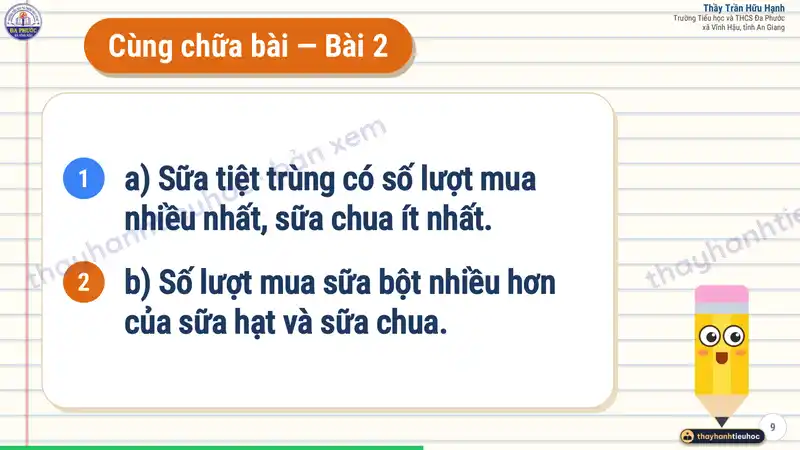 Thầy Trần Hữu Hạnh
Trường Tiểu học và THCS Đa Phước
xã Vĩnh Hậu, tỉnh An Giang
ĐA PHƯỚC
Cùng chữa bài — Bài 2
1
a) Sữa tiệt trùng có số lượt mua
nhiều nhất, sữa chua ít nhất.
2
b) Số lượt mua sữa bột nhiều hơn
của sữa hạt và sữa chua.
thayhanhtieuhoc
9